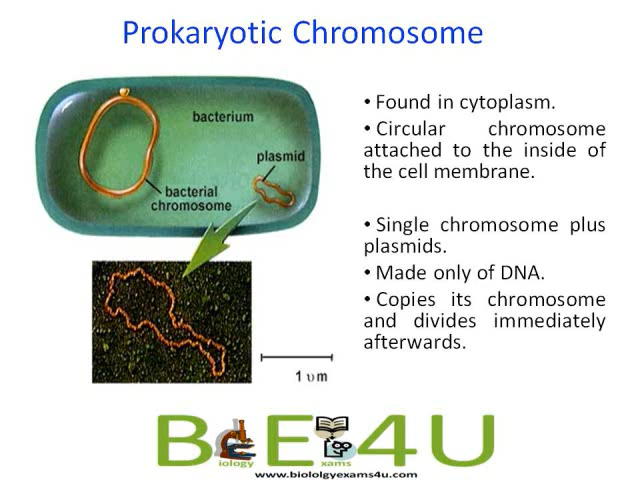 Prokaryotic Chromosome
bacterium
plasmid
bacterial
chromosome
1 υm
• Found in cytoplasm.
• Circular chromosome
attached to the inside of
the cell membrane.
• Single chromosome plus
plasmids.
• Made only of DNA.
• Copies its chromosome
and divides immediately
afterwards.
B E 4 U
iology xams
www.biololgyexams4u.com